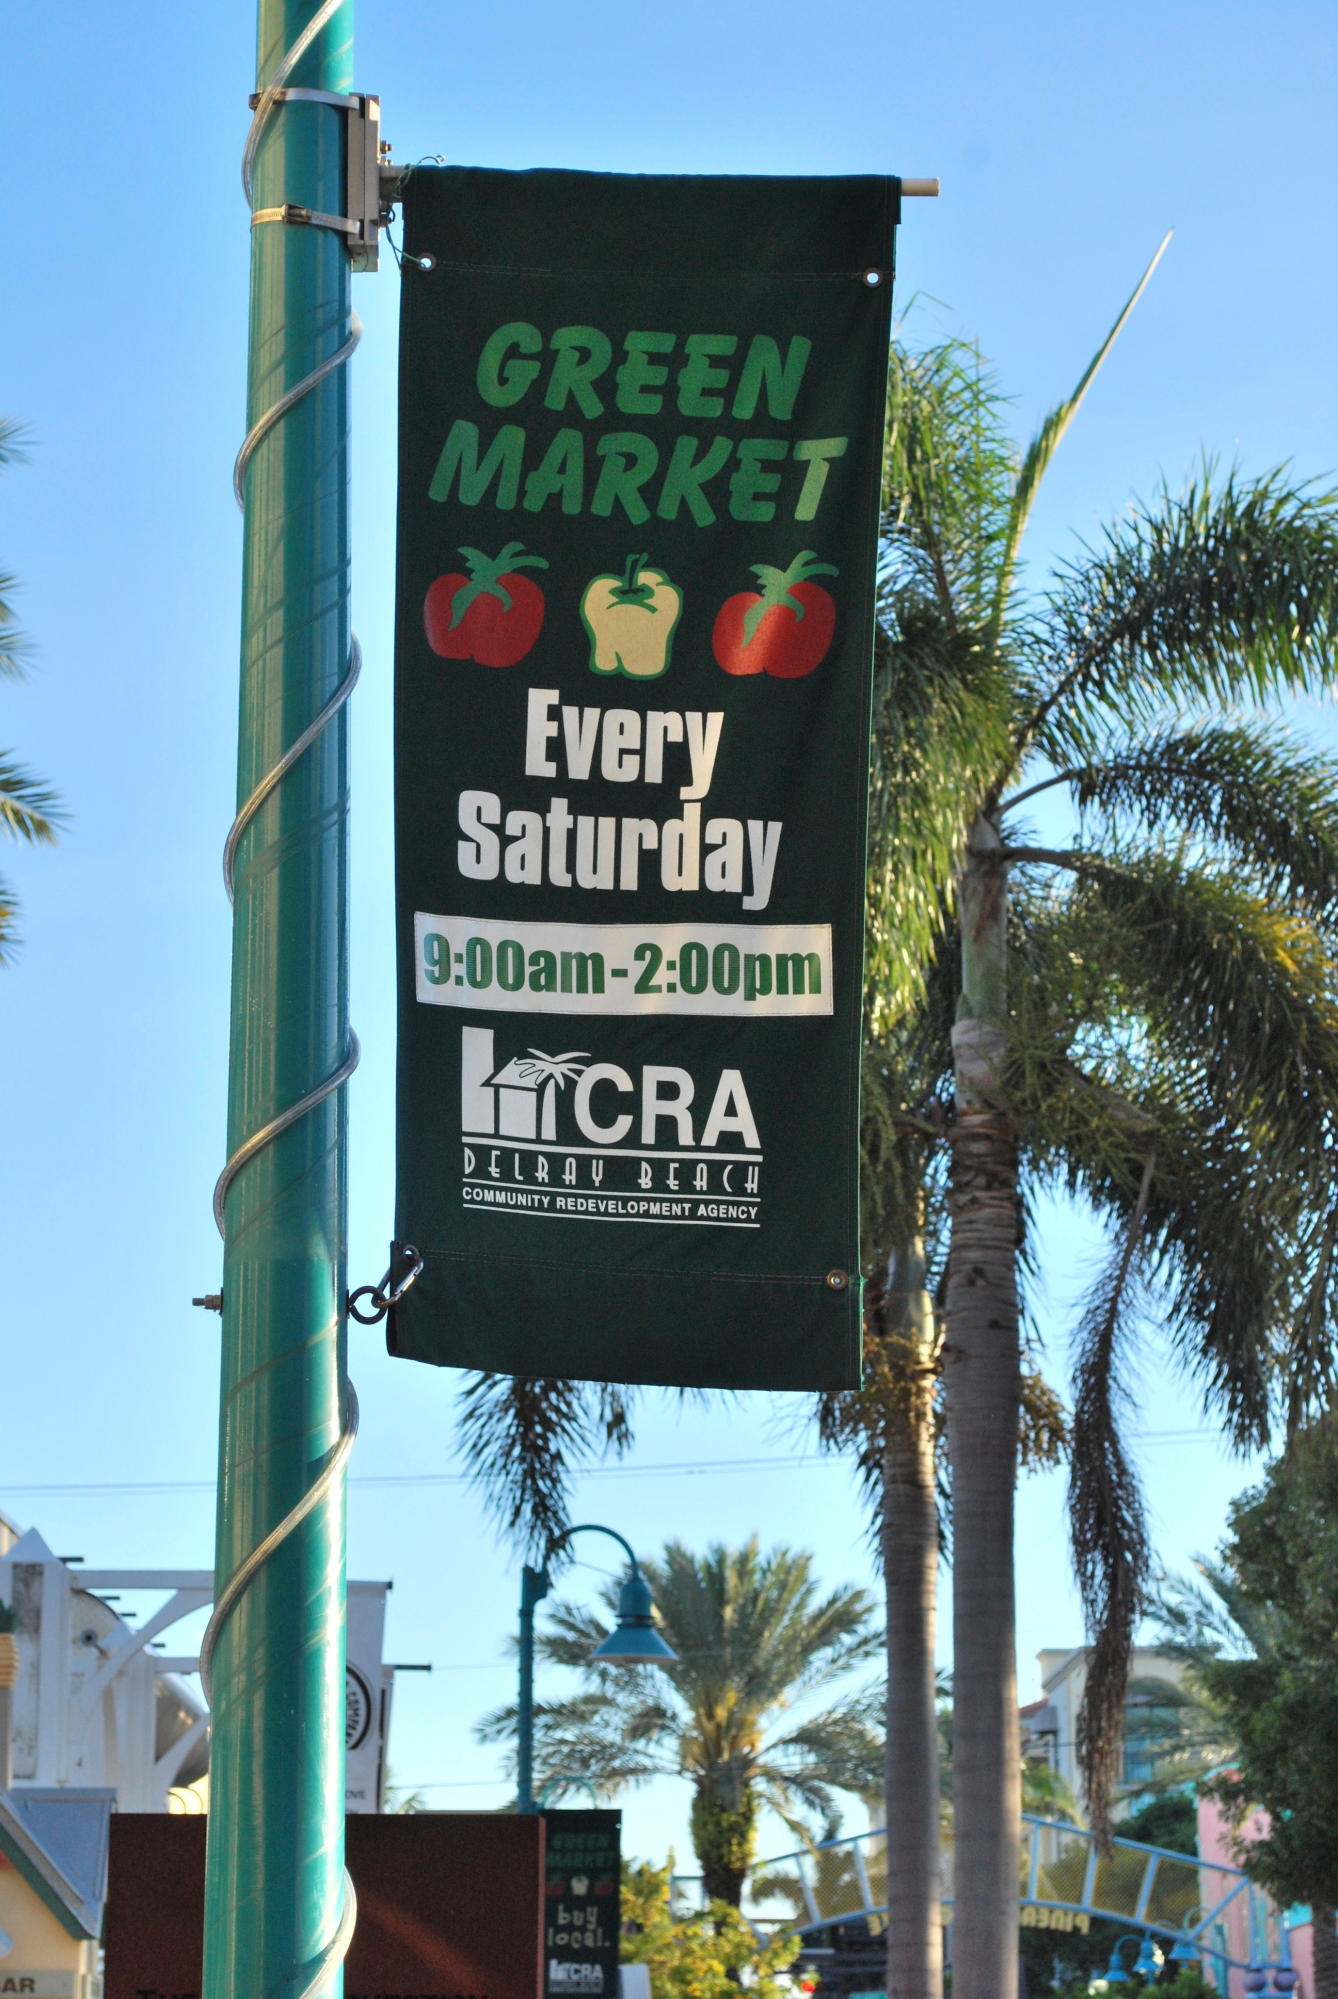 GREEN
MARKET
Every
Saturday
9:00am-2:00pm
CRA
DELRAY BEACH
COMMUNITY REDEVELOPMENT AGENCY
GREEN
MARKET
buy
local.
CRA